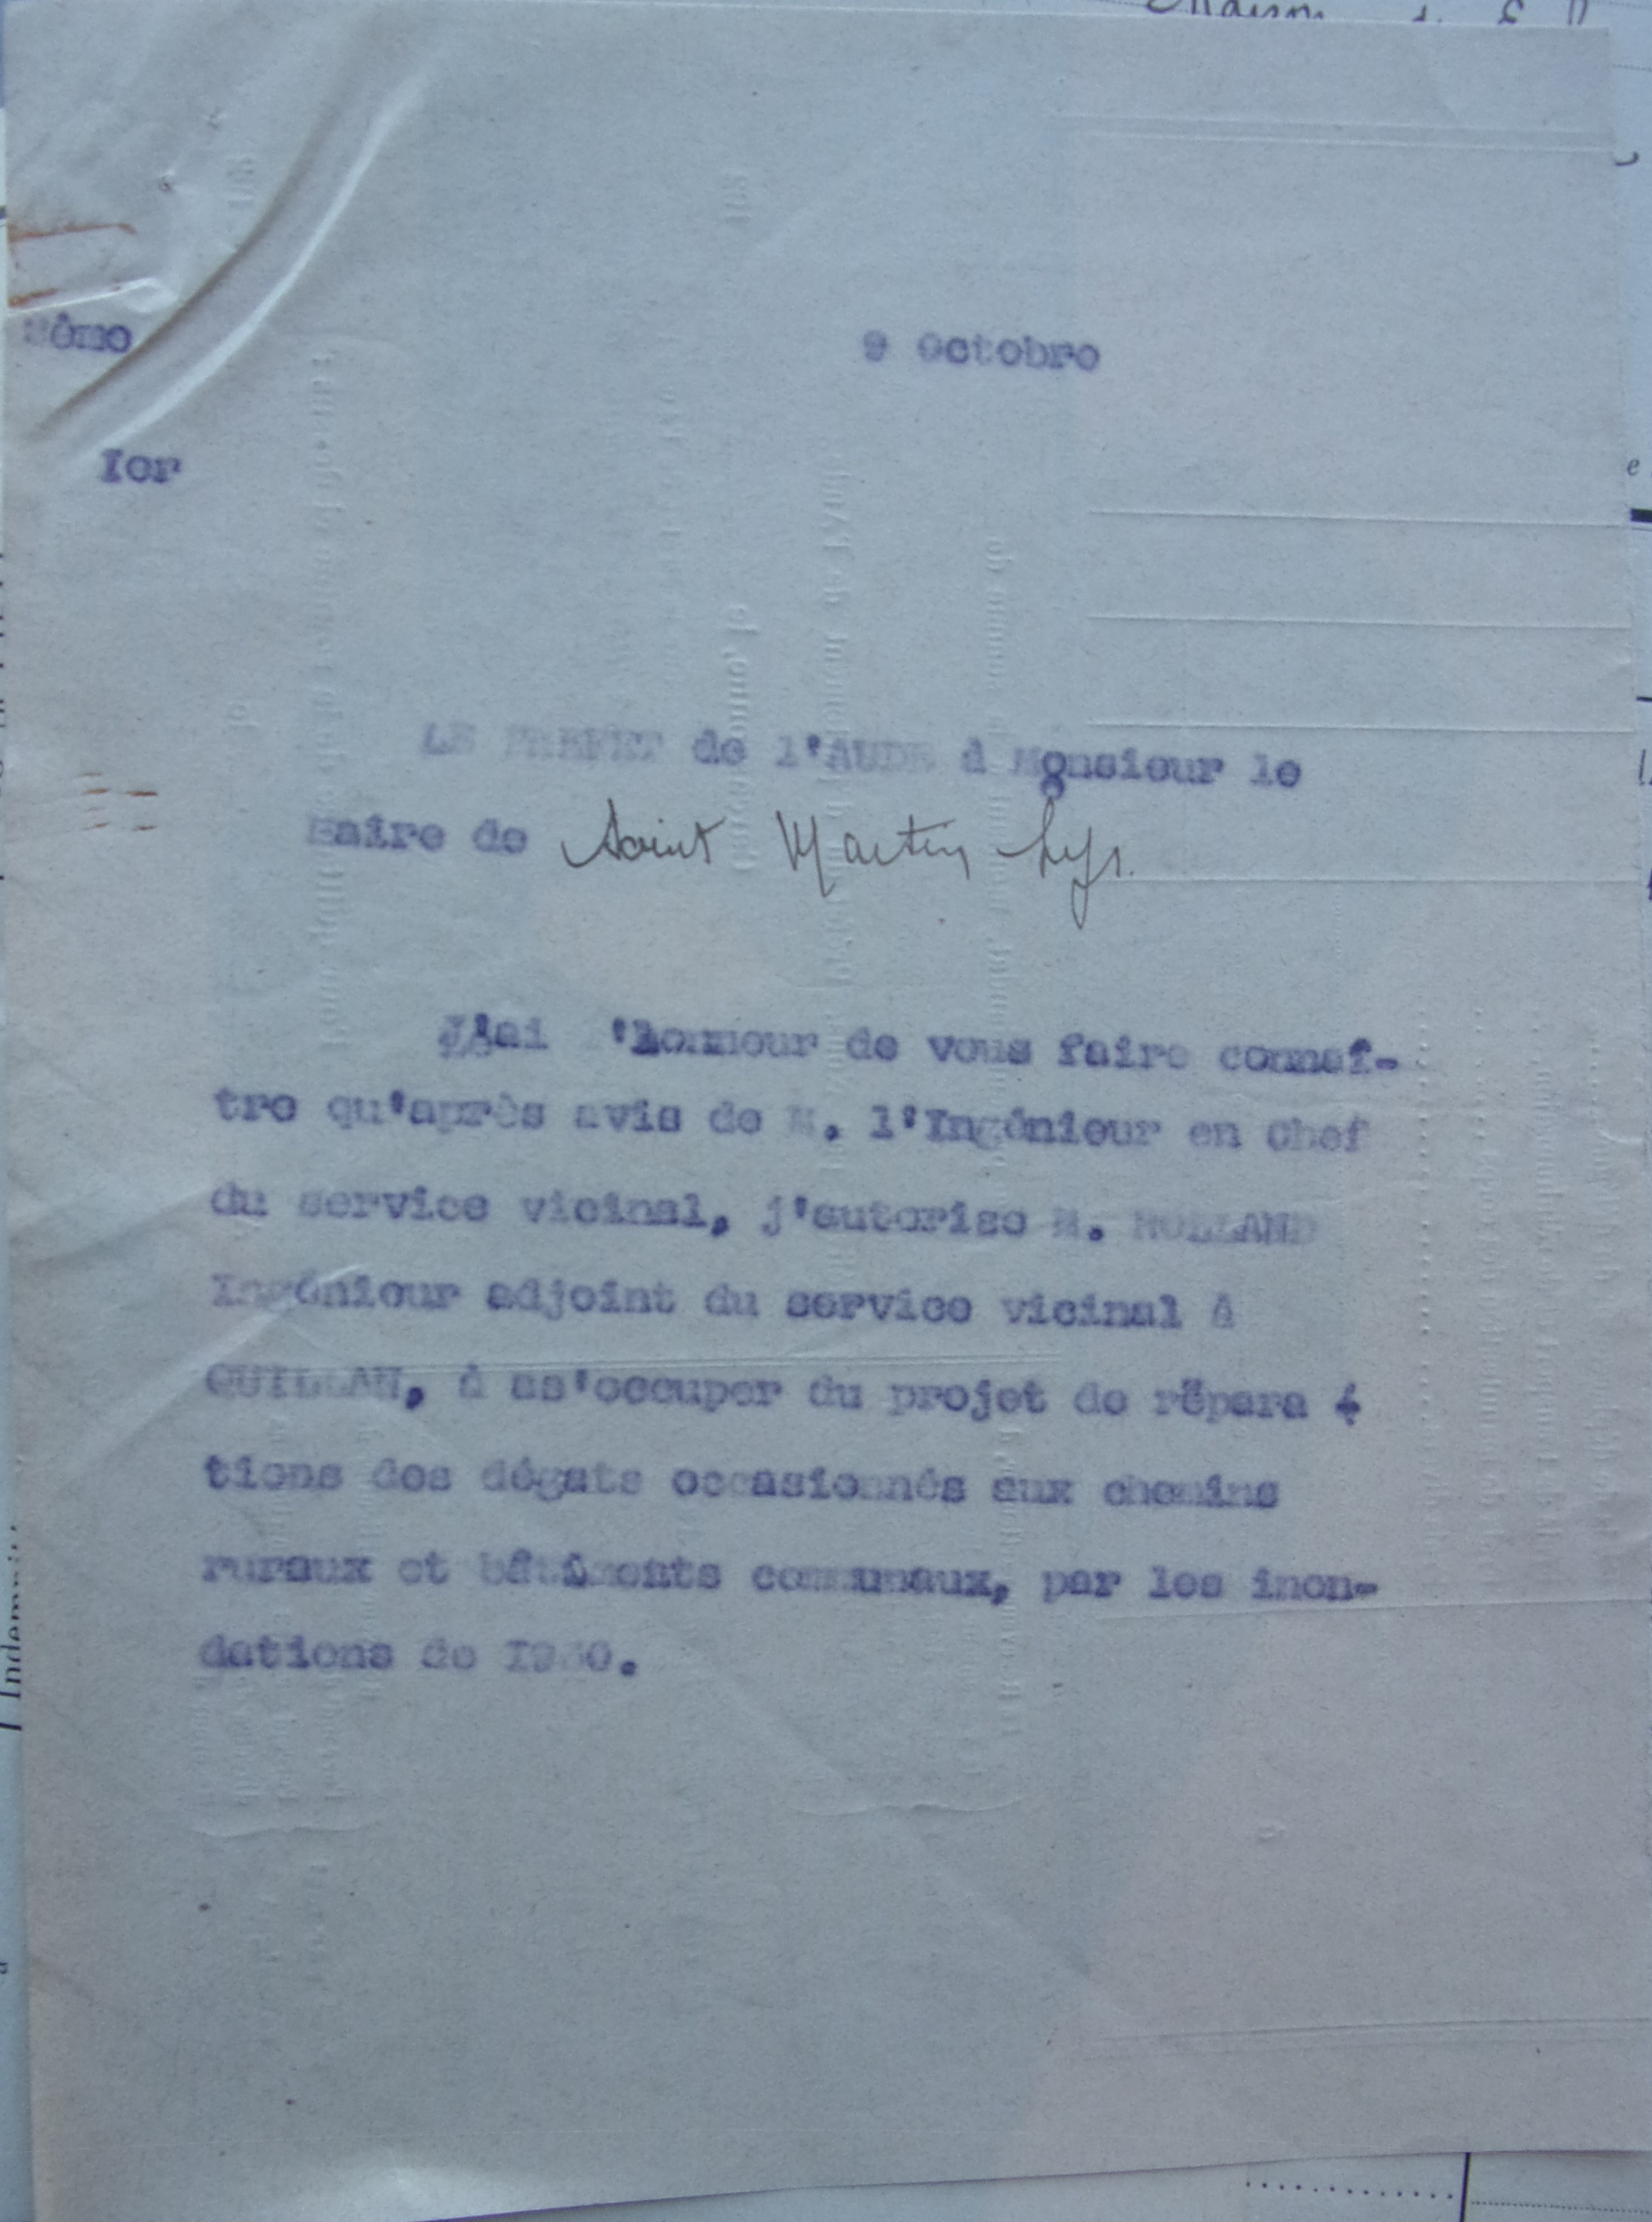 9 Octobre
Ier
LE PREFET de l'AUDE à Monsieur le
Maire de Saint Martin Lys.
J'ai l'honneur de vous faire connaî-
tre qu'après avis de M. l'Ingénieur en Chef
du service vicinal, j'autorise M.
Ingénieur adjoint du service vicinal à
QUILLAN, à as'occuper du projet de répara
tions des dégats occasionnés aux chemins
ruraux et bâtiments communaux, par les inon-
dations de I930.